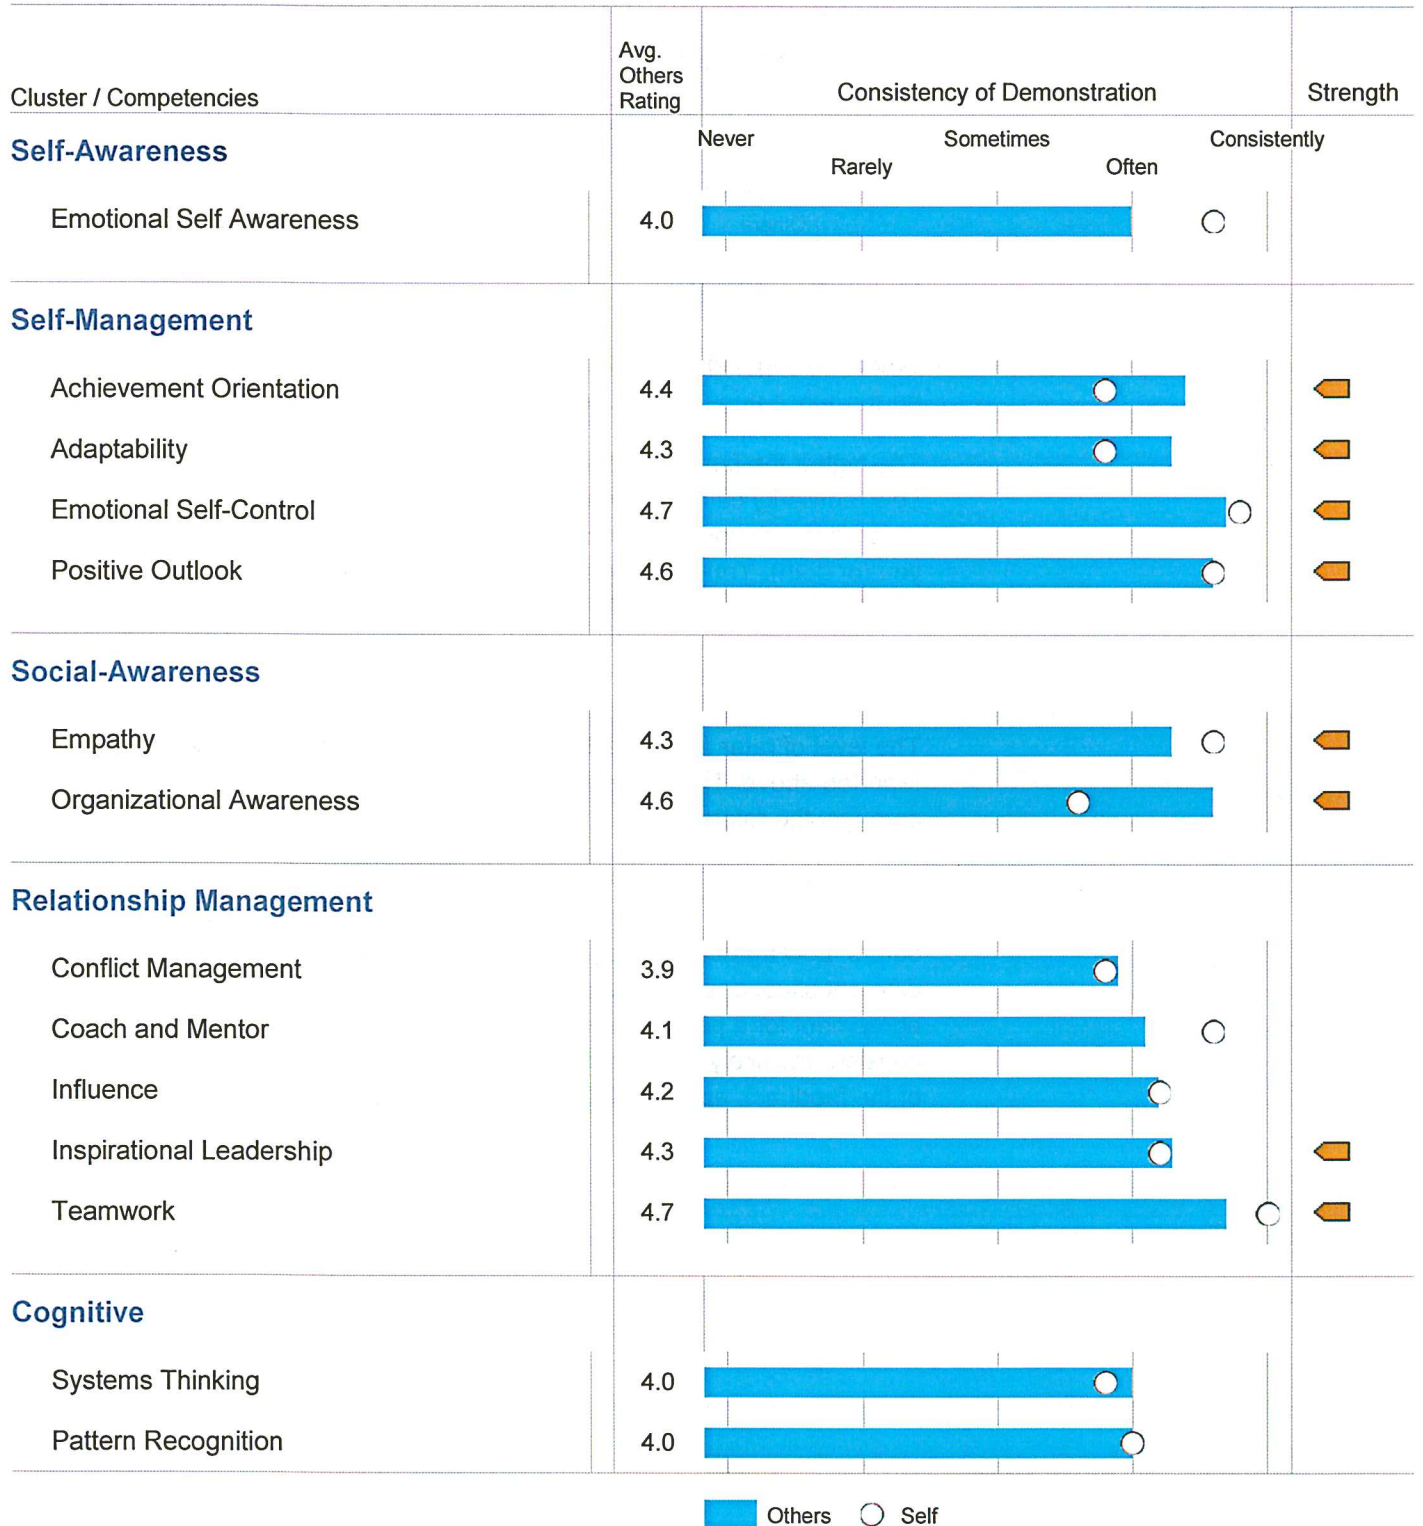 Cluster / Competencies
Avg.
Others
Rating
Consistency of Demonstration
Strength
Self-Awareness
Never
Rarely
Sometimes
Often
Consistently
Emotional Self Awareness 4.0
Self-Management
Achievement Orientation 4.4
Adaptability 4.3
Emotional Self-Control 4.7
Positive Outlook 4.6
Social-Awareness
Empathy 4.3
Organizational Awareness 4.6
Relationship Management
Conflict Management 3.9
Coach and Mentor 4.1
Influence 4.2
Inspirational Leadership 4.3
Teamwork 4.7
Cognitive
Systems Thinking 4.0
Pattern Recognition 4.0
Others Self